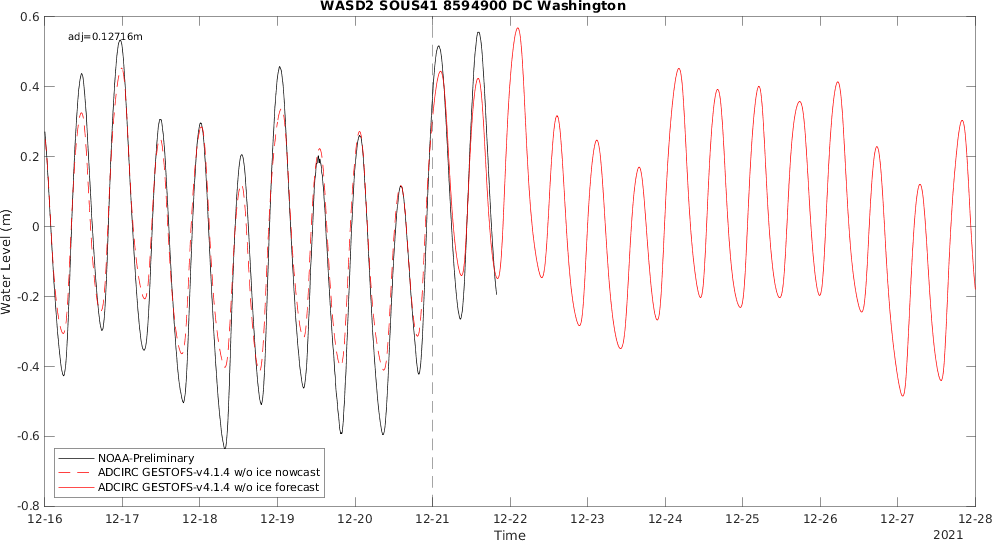 WASD2 SOUS41 8594900 DC Washington
adj=0.12716m
0.6
0.4
0.2
0
-0.2
-0.4
-0.6
-0.8
Water Level (m)
NOAA-Preliminary
ADCIRC GESTOFS-v4.1.4 w/o ice nowcast
ADCIRC GESTOFS-v4.1.4 w/o ice forecast
12-16 12-17 12-18 12-19 12-20 12-21 12-22 12-23 12-24 12-25 12-26 12-27 12-28
Time
2021